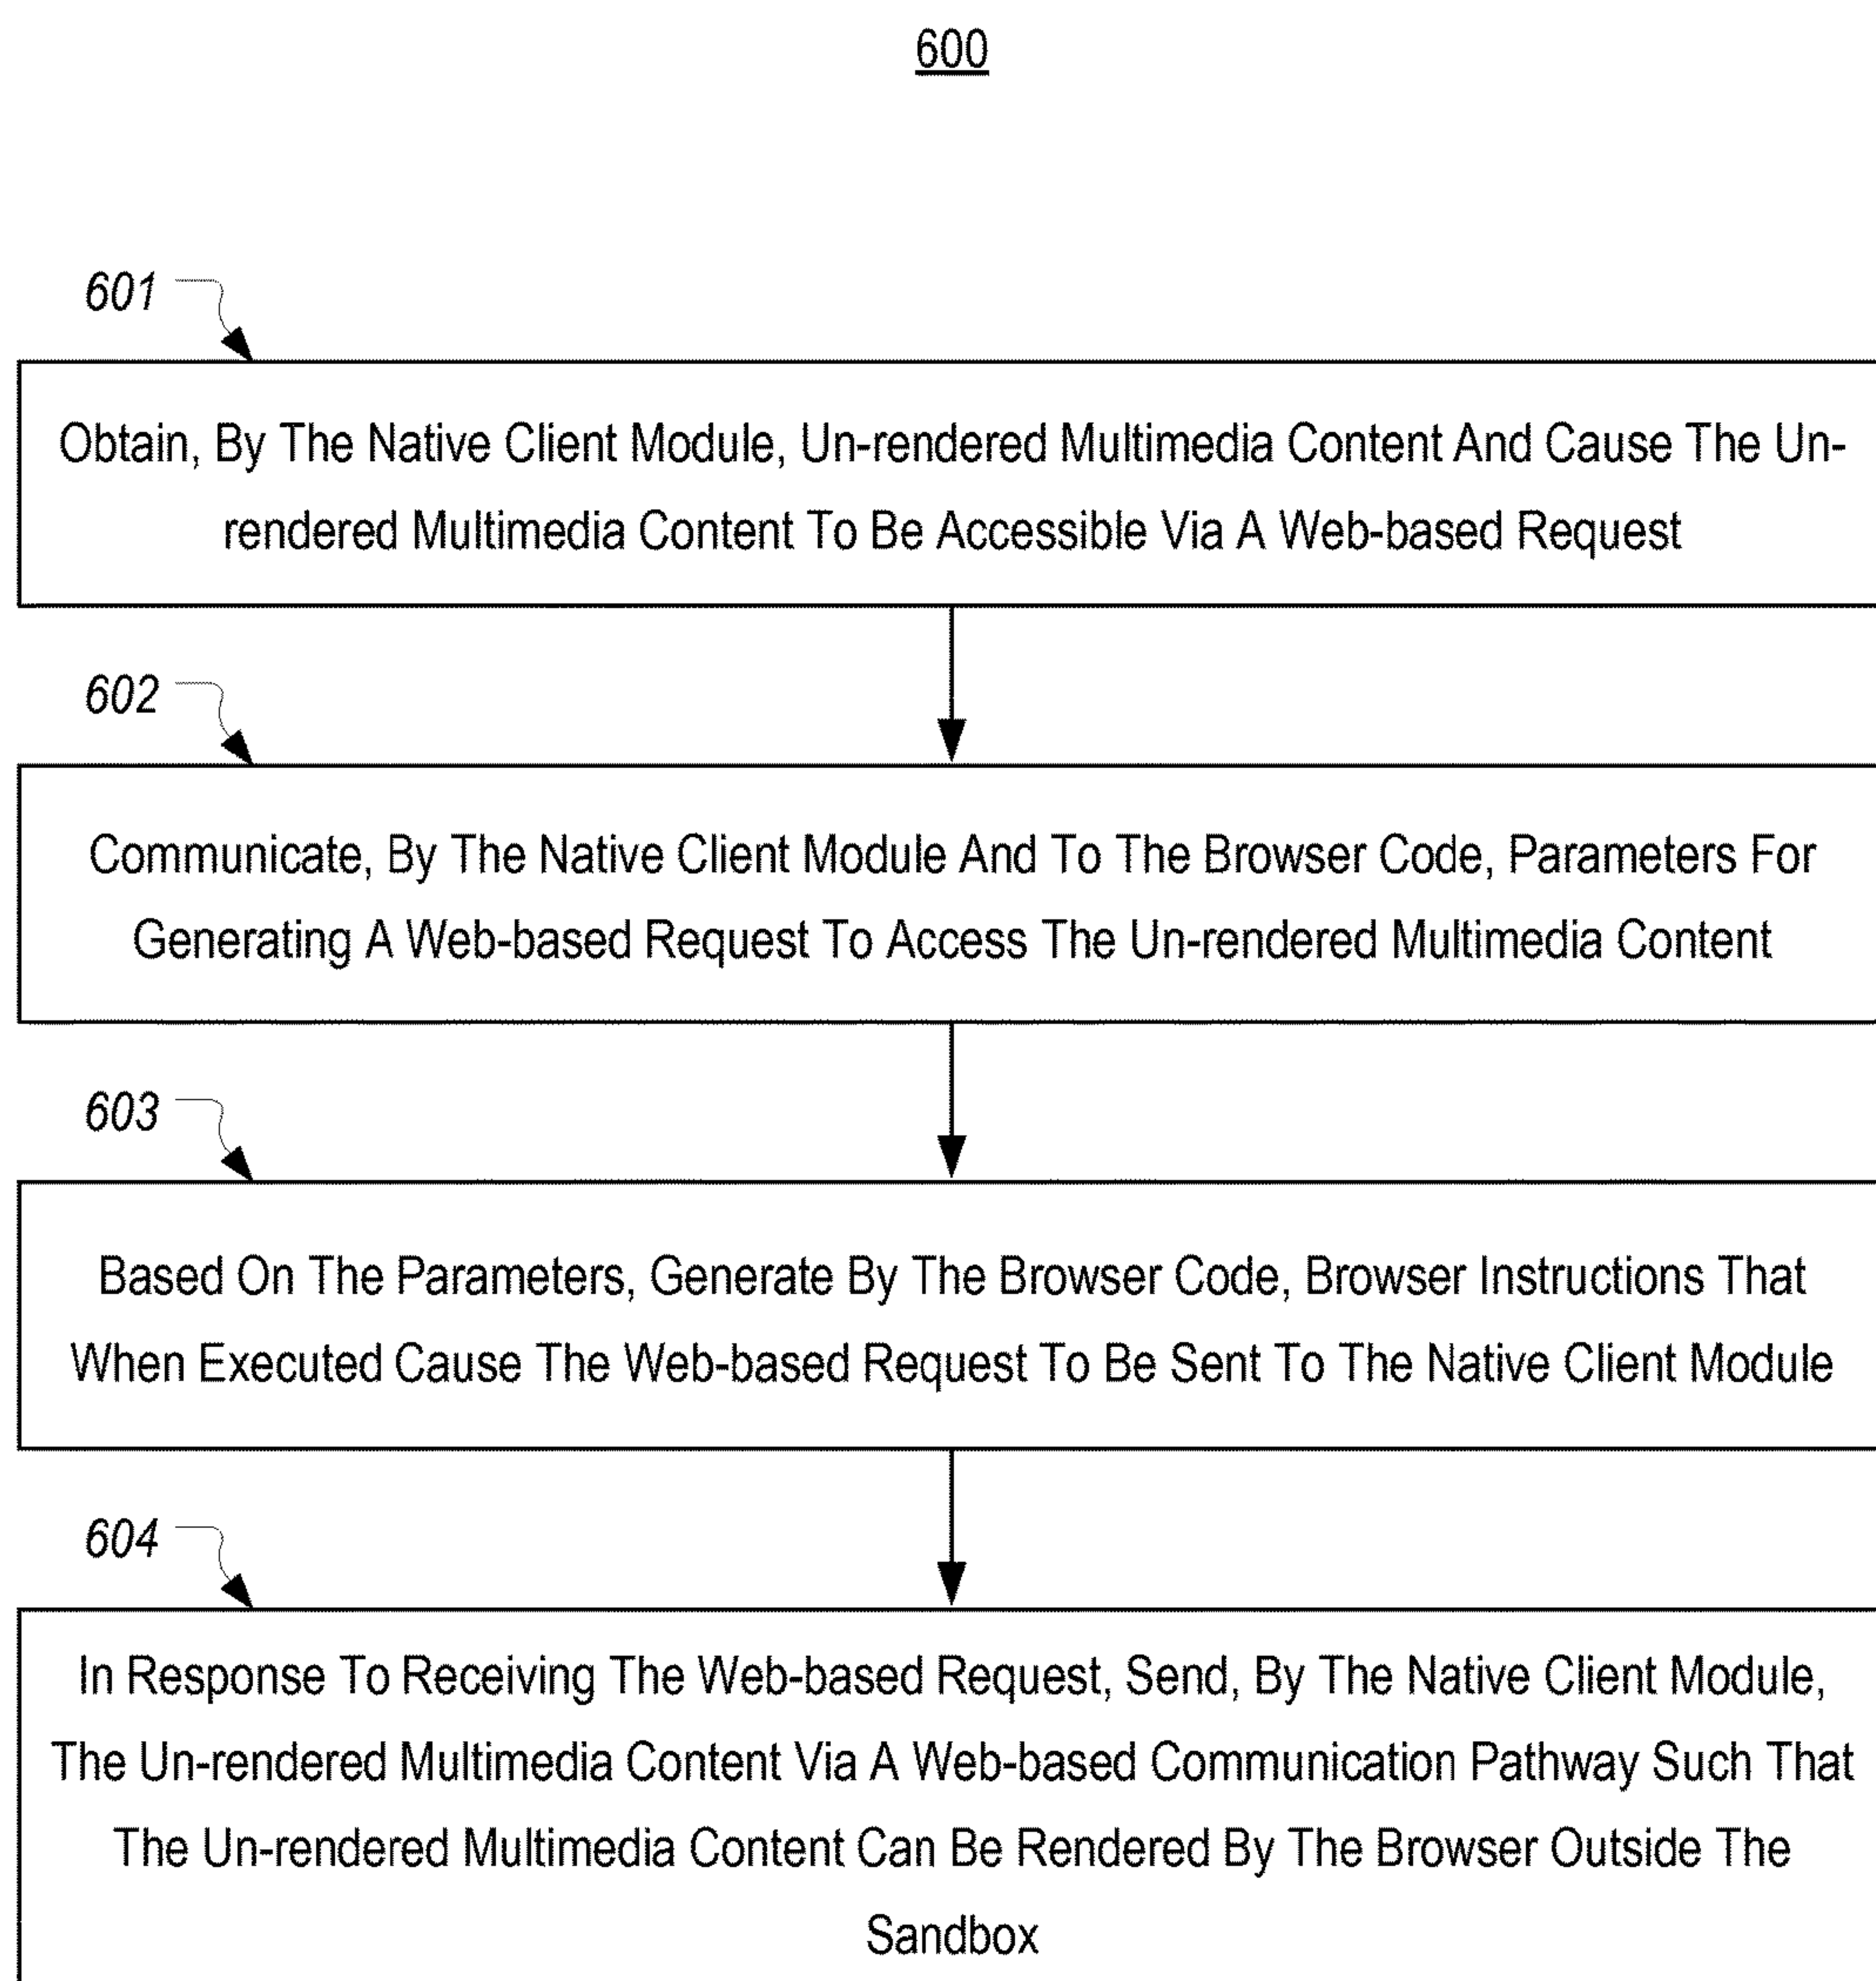 600
601
Obtain, By The Native Client Module, Un-rendered Multimedia Content And Cause The Un-
rendered Multimedia Content To Be Accessible Via A Web-based Request
602
Communicate, By The Native Client Module And To The Browser Code, Parameters For
Generating A Web-based Request To Access The Un-rendered Multimedia Content
603
Based On The Parameters, Generate By The Browser Code, Browser Instructions That
When Executed Cause The Web-based Request To Be Sent To The Native Client Module
604
In Response To Receiving The Web-based Request, Send, By The Native Client Module,
The Un-rendered Multimedia Content Via A Web-based Communication Pathway Such That
The Un-rendered Multimedia Content Can Be Rendered By The Browser Outside The
Sandbox